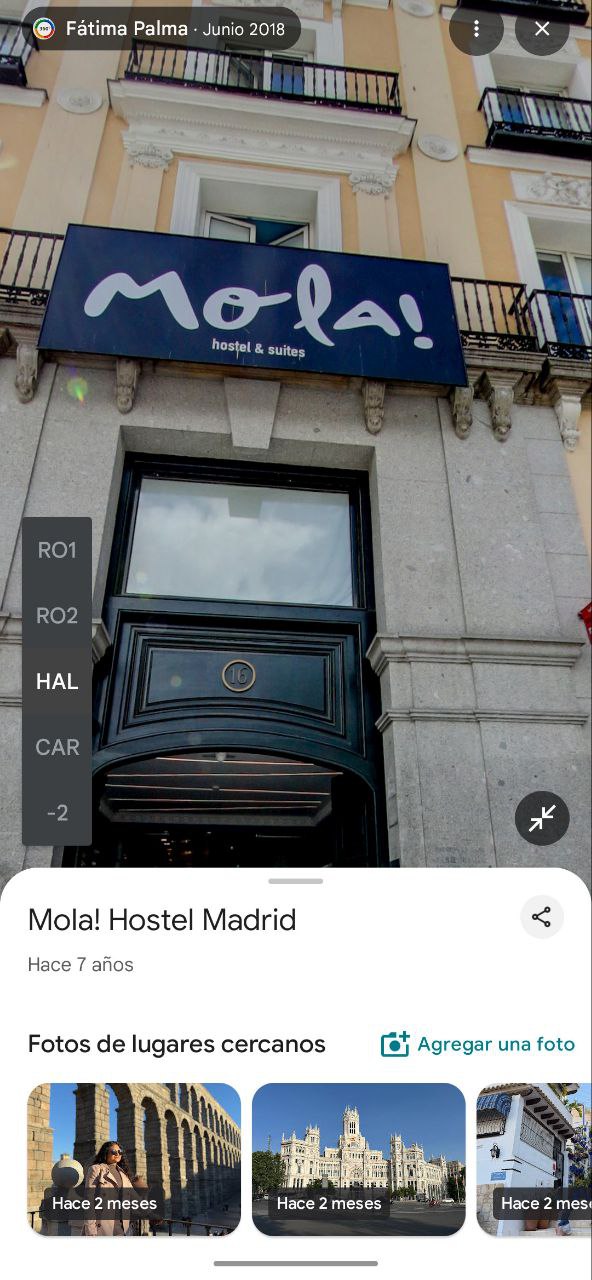 Fátima Palma · Junio 2018
Mola!
hostel & suites
16
RO1
RO2
HAL
CAR
-2
Mola! Hostel Madrid
Hace 7 años
Fotos de lugares cercanos
Agregar una foto
Hace 2 meses
Hace 2 meses
Hace 2 mese